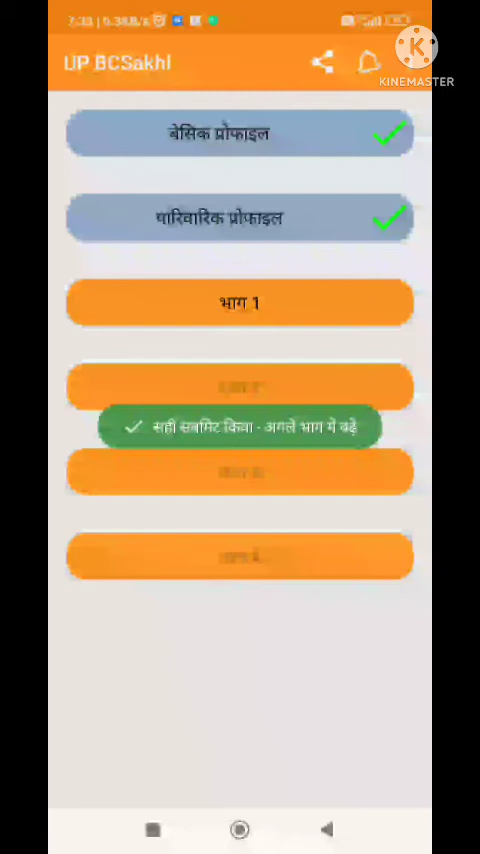 UP BCSakhi
KINEMASTER
बेसिक प्रोफाइल
पारिवारिक प्रोफाइल
भाग 1
सही सबमिट किया - अगले भाग में बढ़े